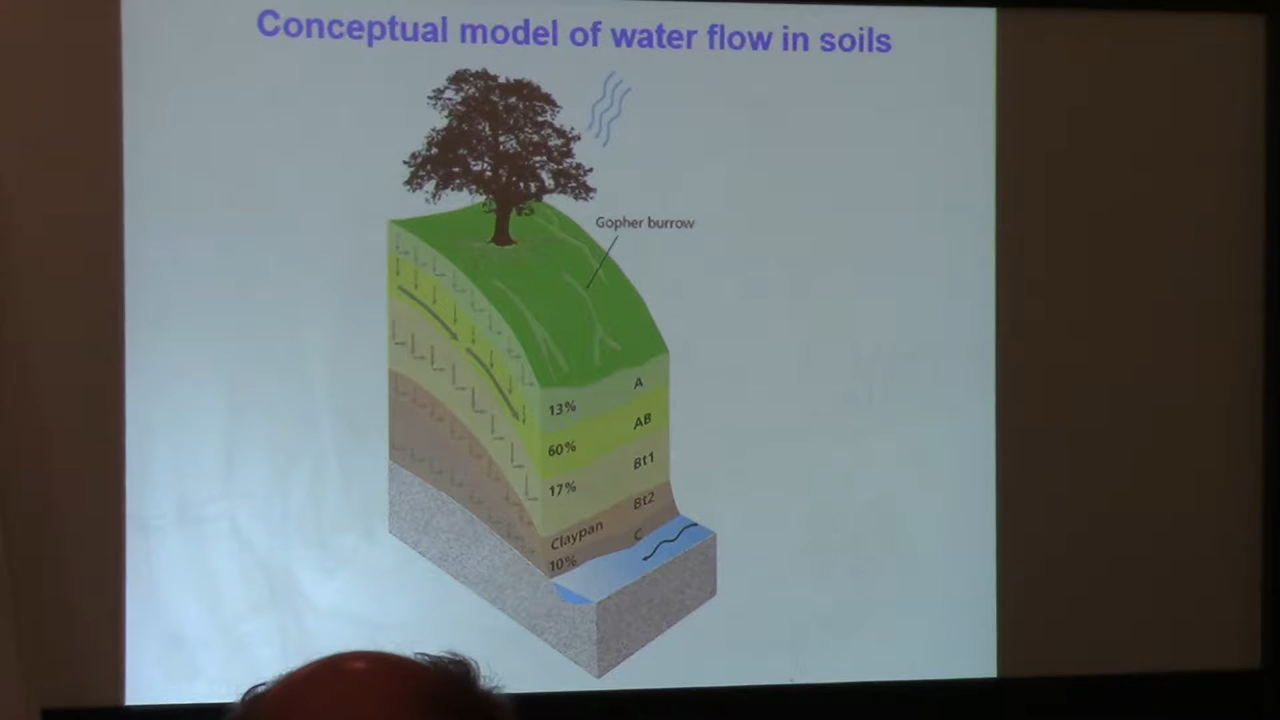 Conceptual model of water flow in soils
Gopher burrow
A
13%
AB
60%
Bt1
17%
Bt2
Claypan
C
10%